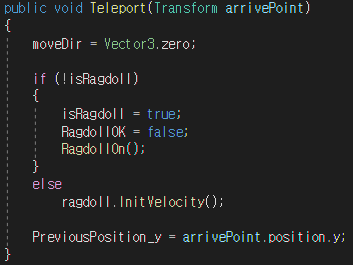 public void Teleport(Transform arrivePoint)
{
    moveDir = Vector3.zero;

    if (!isRagdoll)
    {
        isRagdoll = true;
        RagdollOK = false;
        RagdollOn();
    }
    else
        ragdoll.InitVelocity();

    PreviousPosition_y = arrivePoint.position.y;
}